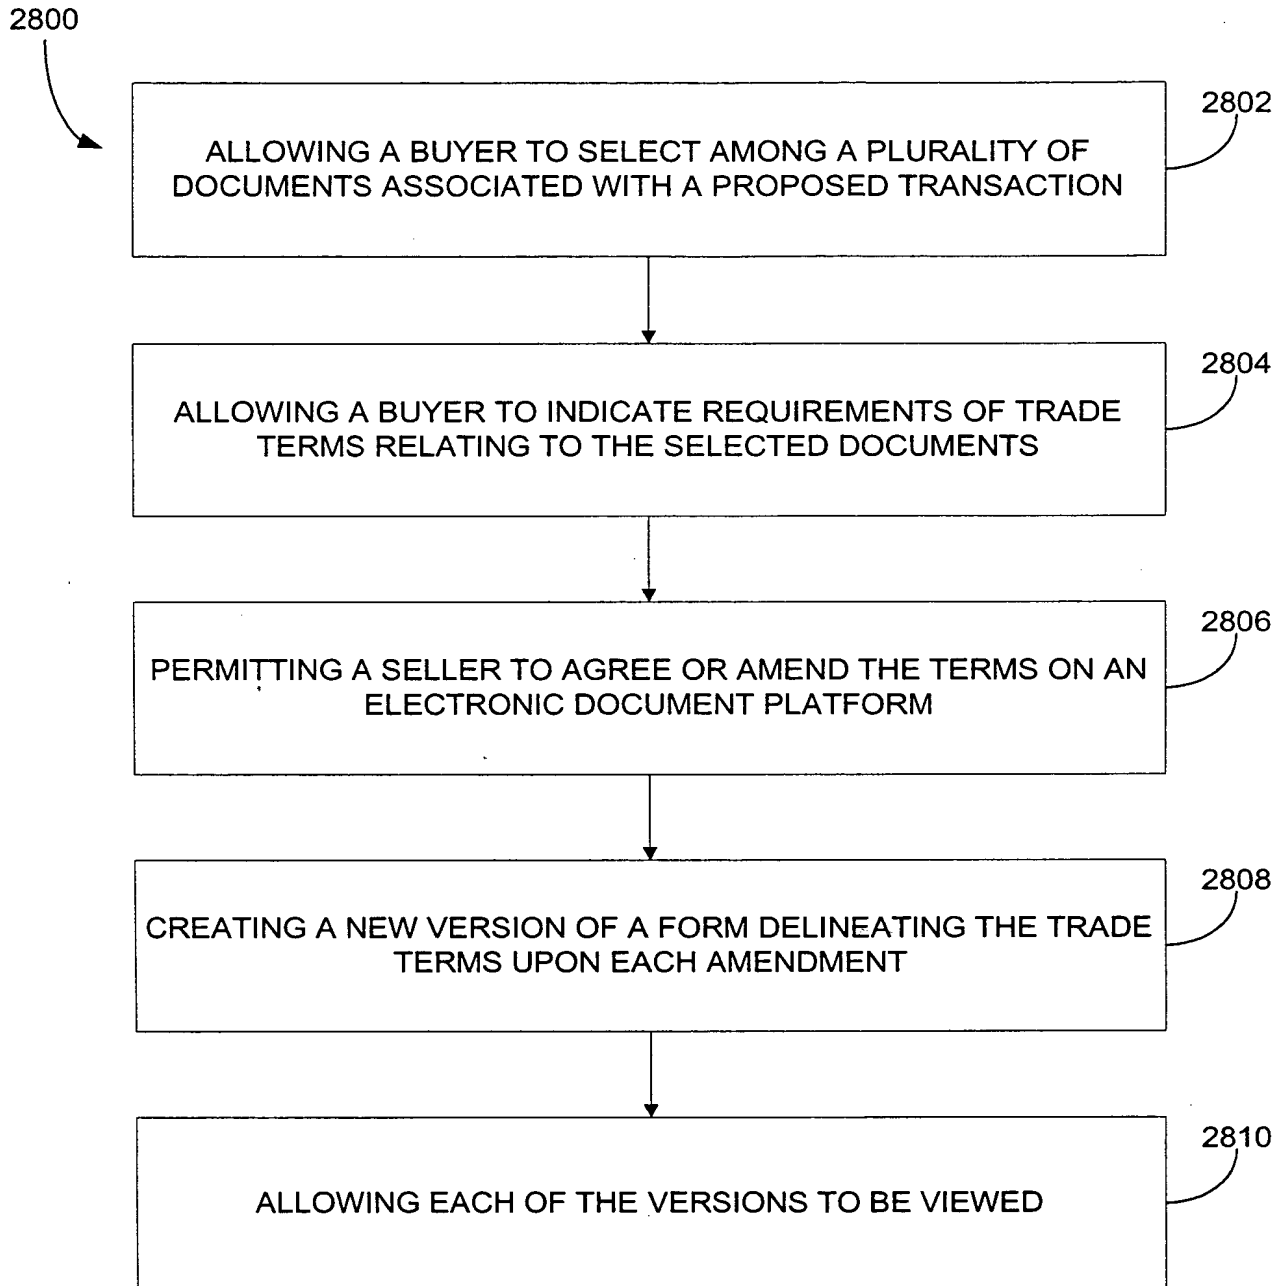 2800
2802
ALLOWING A BUYER TO SELECT AMONG A PLURALITY OF
DOCUMENTS ASSOCIATED WITH A PROPOSED TRANSACTION
2804
ALLOWING A BUYER TO INDICATE REQUIREMENTS OF TRADE
TERMS RELATING TO THE SELECTED DOCUMENTS
2806
PERMITTING A SELLER TO AGREE OR AMEND THE TERMS ON AN
ELECTRONIC DOCUMENT PLATFORM
2808
CREATING A NEW VERSION OF A FORM DELINEATING THE TRADE
TERMS UPON EACH AMENDMENT
2810
ALLOWING EACH OF THE VERSIONS TO BE VIEWED